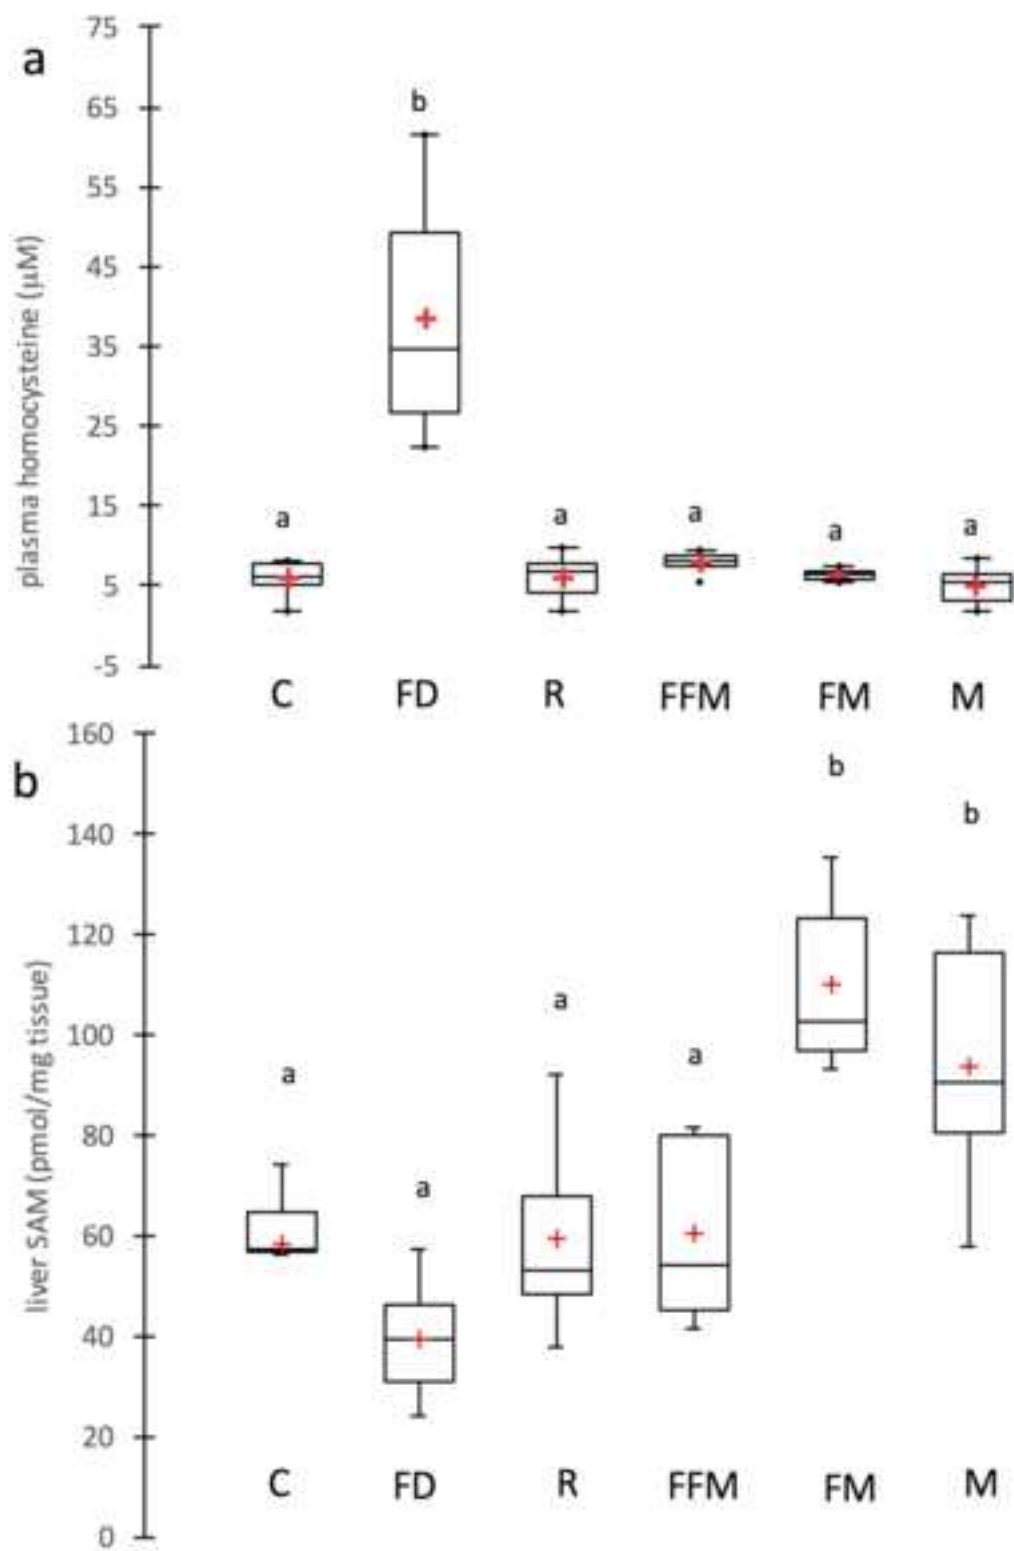 a
75
65
55
45
35
25
15
5
-5
plasma homocysteine (μM)
b
a
a
a
a
a
C FD R FFM FM M
b
160
140
120
100
80
60
40
20
0
liver SAM (pmol/mg tissue)
b
b
a
a
a
a
C FD R FFM FM M